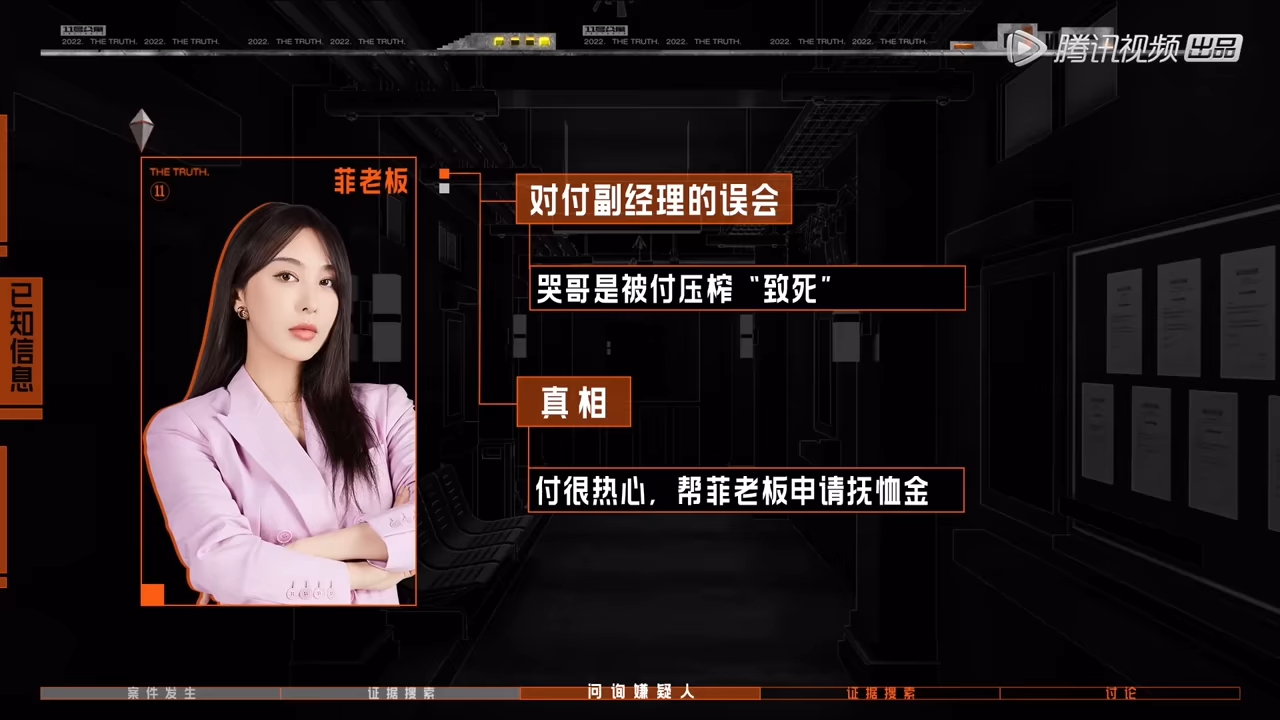 2022. THE TRUTH. 2022. THE TRUTH. 2022. THE TRUTH. 2022. THE TRUTH. 2022. THE TRUTH. 2022. THE TRUTH. 2022. THE TRUTH. 2022. THE TRUTH.
腾讯视频 出品
THE TRUTH.
11
菲老板
对付副经理的误会
哭哥是被付压榨“致死”
已知信息
真相
付很热心，帮菲老板申请抚恤金
案件发生
证据搜索
问询嫌疑人
证据搜索
讨论